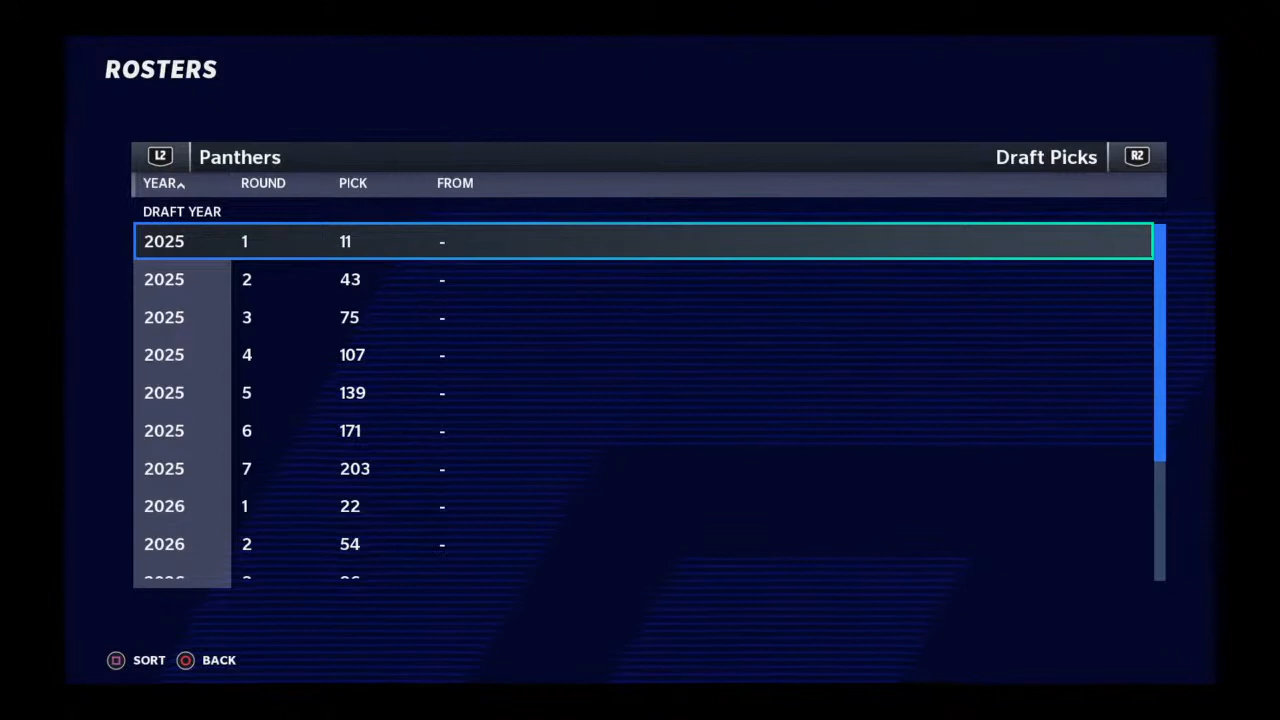 ROSTERS
L2 Panthers Draft Picks R2
YEAR ROUND PICK FROM
DRAFT YEAR
2025 1 11 -
2025 2 43 -
2025 3 75 -
2025 4 107 -
2025 5 139 -
2025 6 171 -
2025 7 203 -
2026 1 22 -
2026 2 54 -
SORT BACK